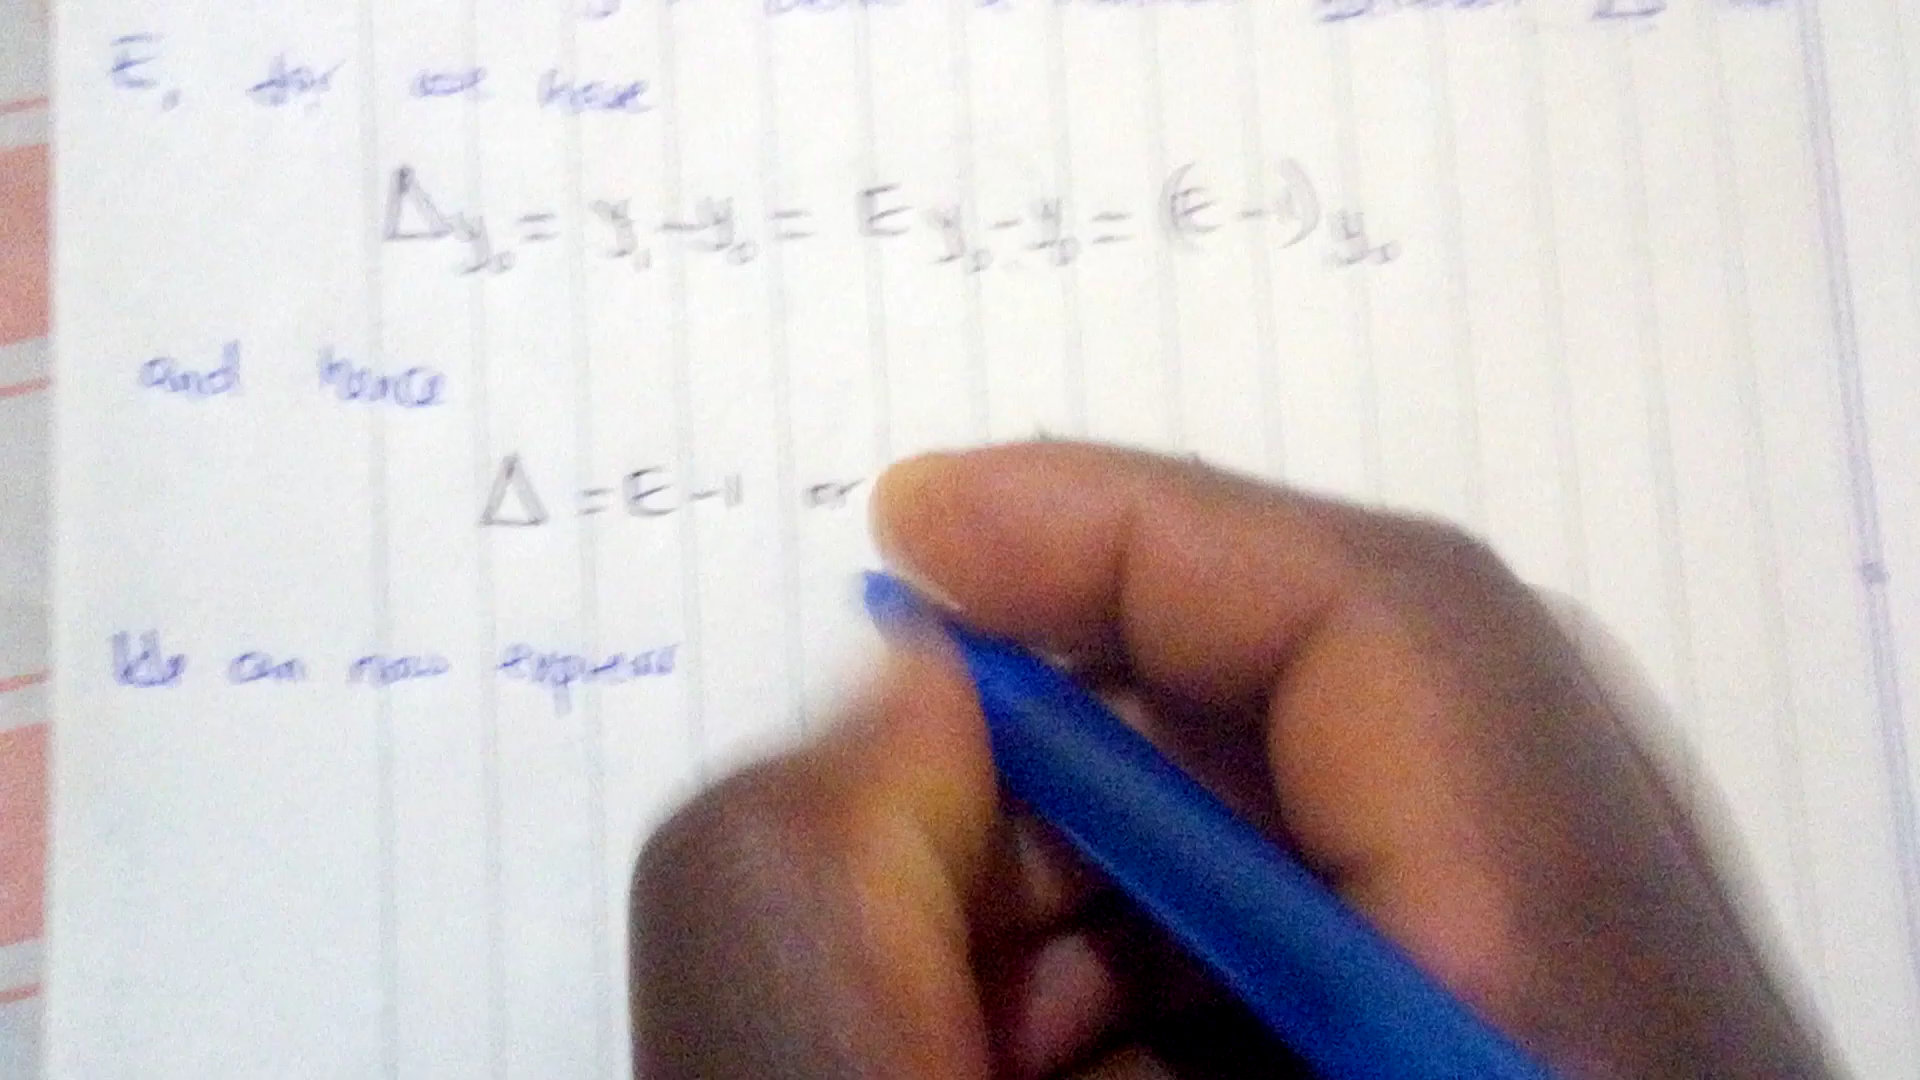 Δ
E, for we have
Δy₀ = y₁ - y₀ = Ey₀ - y₀ = (E - 1)y₀
and hence
Δ = E - 1 or
We can now express